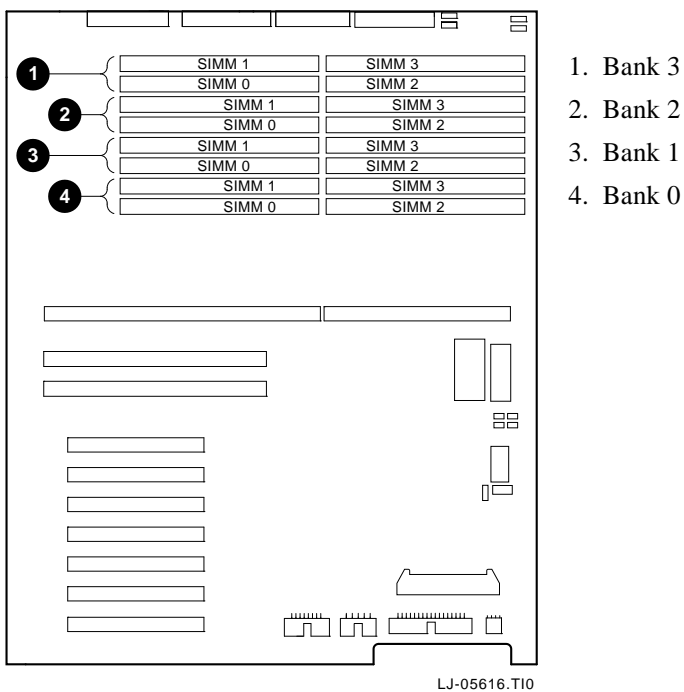 SIMM 1 SIMM 3
1 SIMM 0 SIMM 2
SIMM 1 SIMM 3
2 SIMM 0 SIMM 2
SIMM 1 SIMM 3
3 SIMM 0 SIMM 2
SIMM 1 SIMM 3
4 SIMM 0 SIMM 2
1. Bank 3
2. Bank 2
3. Bank 1
4. Bank 0
LJ-05616.TI0